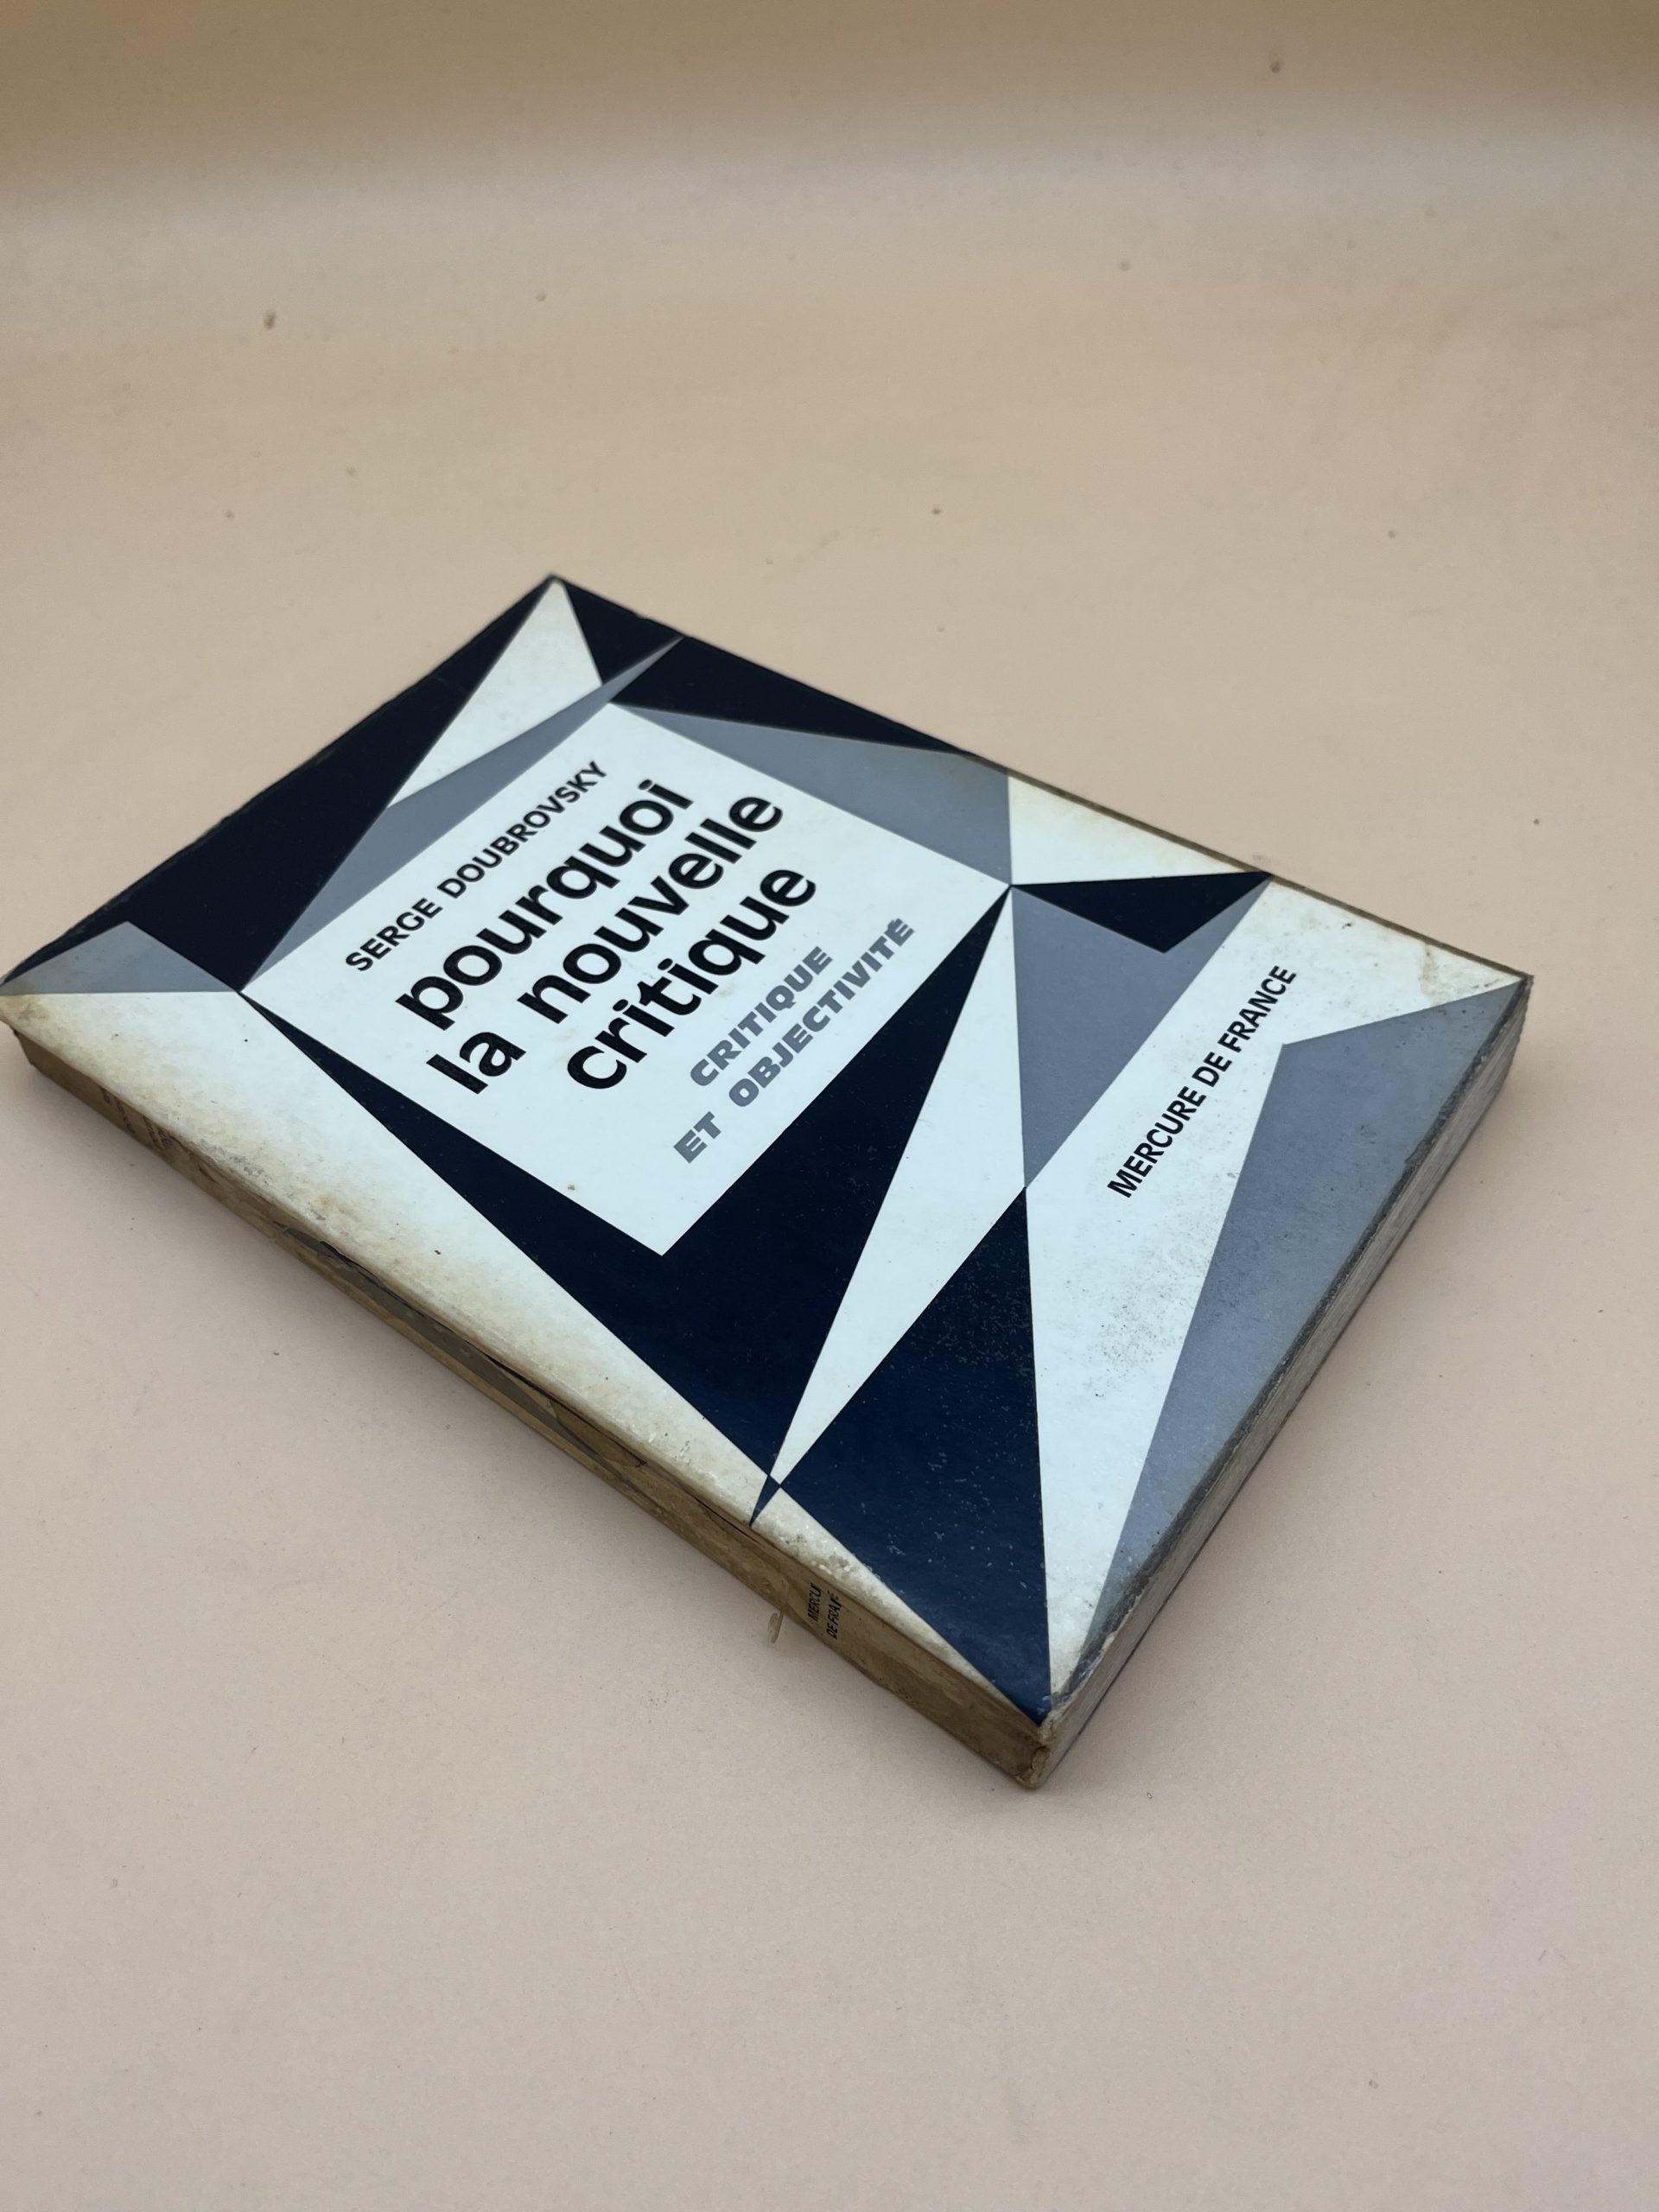 SERGE DOUBROVSKY
pourquoi
la nouvelle
critique
CRITIQUE
ET OBJECTIVITÉ
MERCURE DE FRANCE